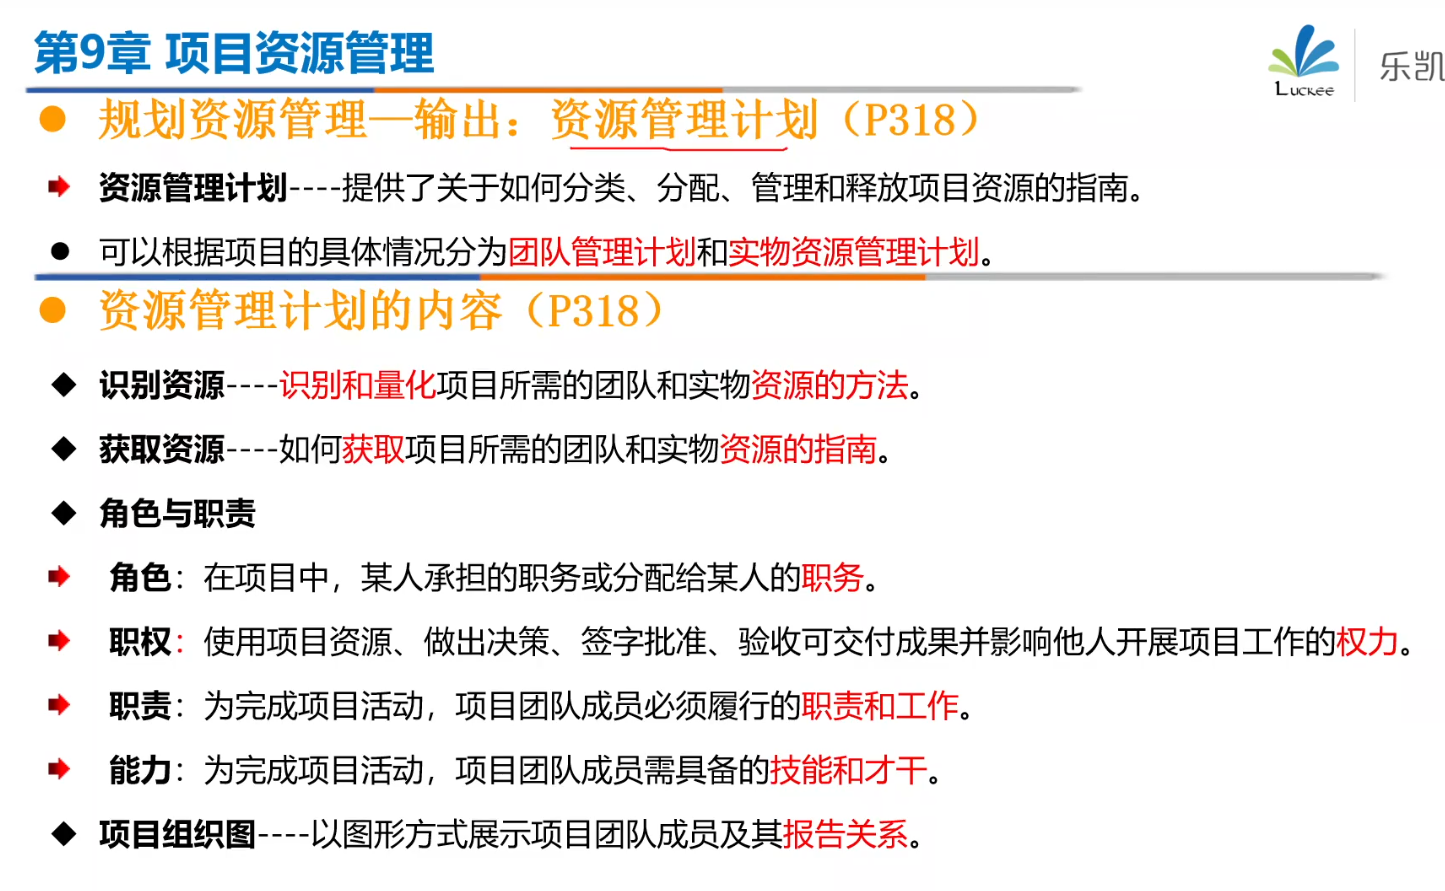 第9章 项目资源管理
Luckee
乐凯
规划资源管理—输出：资源管理计划（P318）
资源管理计划----提供了关于如何分类、分配、管理和释放项目资源的指南。
可以根据项目的具体情况分为团队管理计划和实物资源管理计划。
资源管理计划的内容（P318）
识别资源----识别和量化项目所需的团队和实物资源的方法。
获取资源----如何获取项目所需的团队和实物资源的指南。
角色与职责
角色：在项目中，某人承担的职务或分配给某人的职务。
职权：使用项目资源、做出决策、签字批准、验收可交付成果并影响他人开展项目工作的权力。
职责：为完成项目活动，项目团队成员必须履行的职责和工作。
能力：为完成项目活动，项目团队成员需具备的技能和才干。
项目组织图----以图形方式展示项目团队成员及其报告关系。